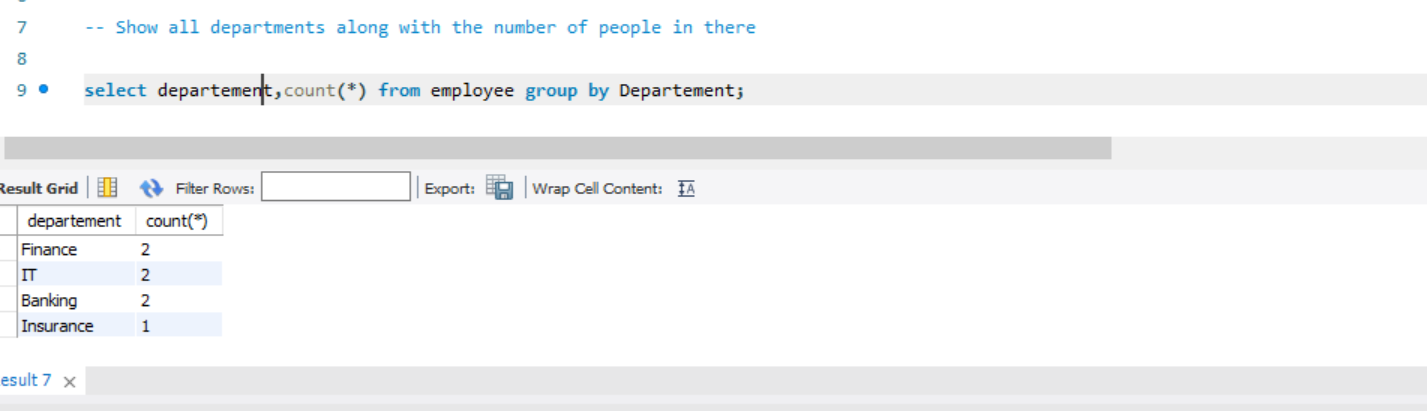 7 -- Show all departments along with the number of people in there
8
9 select departement,count(*) from employee group by Departement;
Result Grid Filter Rows: Export: Wrap Cell Content: IA
departement count(*)
Finance 2
IT 2
Banking 2
Insurance 1
esult 7 ×